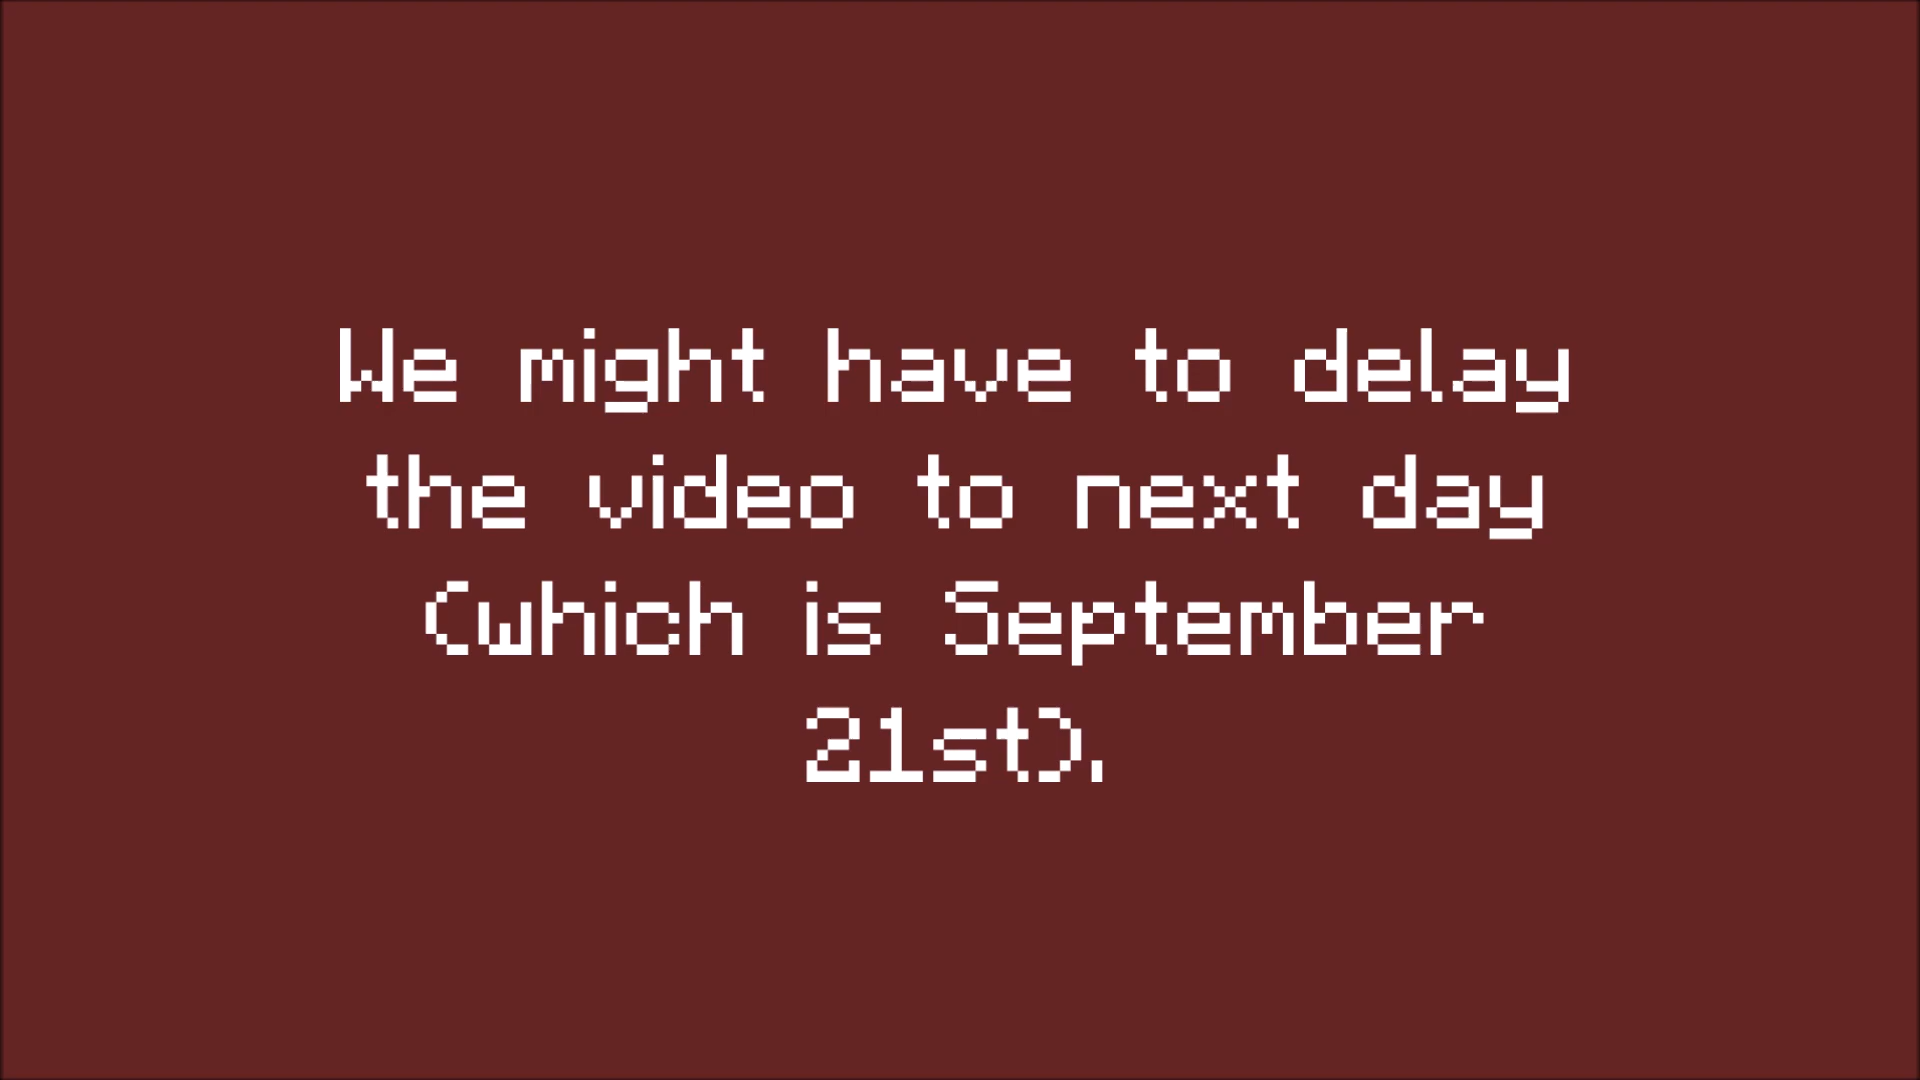 We might have to delay
the video to next day
(which is September
21st).